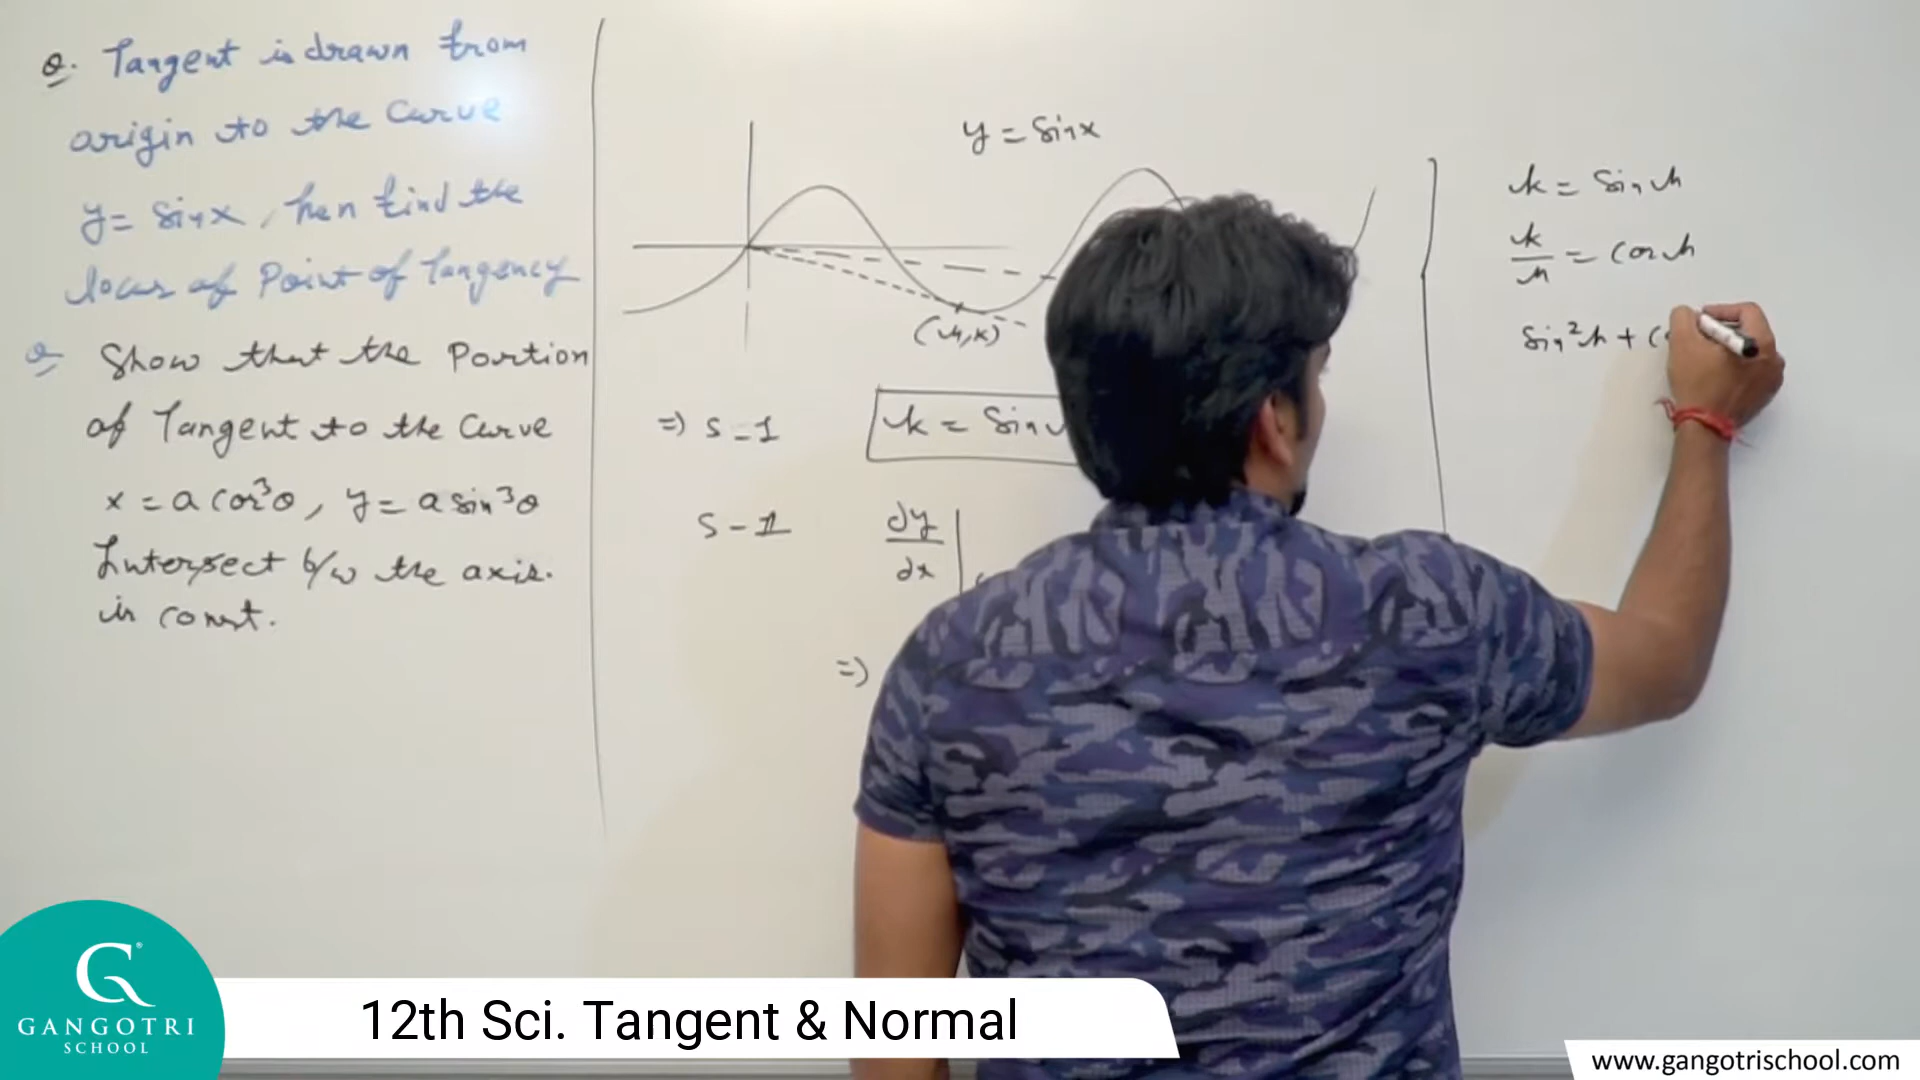 Q. Tangent is drawn from
origin to the curve
y = sinx, then find the
locus of Point of Tangency
Q Show that the Portion
of Tangent to the curve
x = a cos³θ, y = a sin³θ
Intersect b/w the axis.
is const.
y = sinx
(h,k)
=) S-1
k = sin
S-1
dy
dx
=)
k = sin h
k
h
= cos h
sin²h + (
GANGOTRI
SCHOOL
12th Sci. Tangent & Normal
www.gangotrischool.com